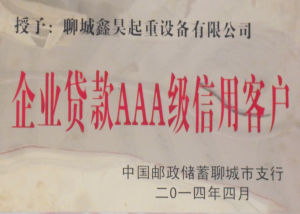 授予：聊城鑫昊起重设备有限公司
企业贷款AAA级信用客户
中国邮政储蓄聊城市支行
二0一四年四月